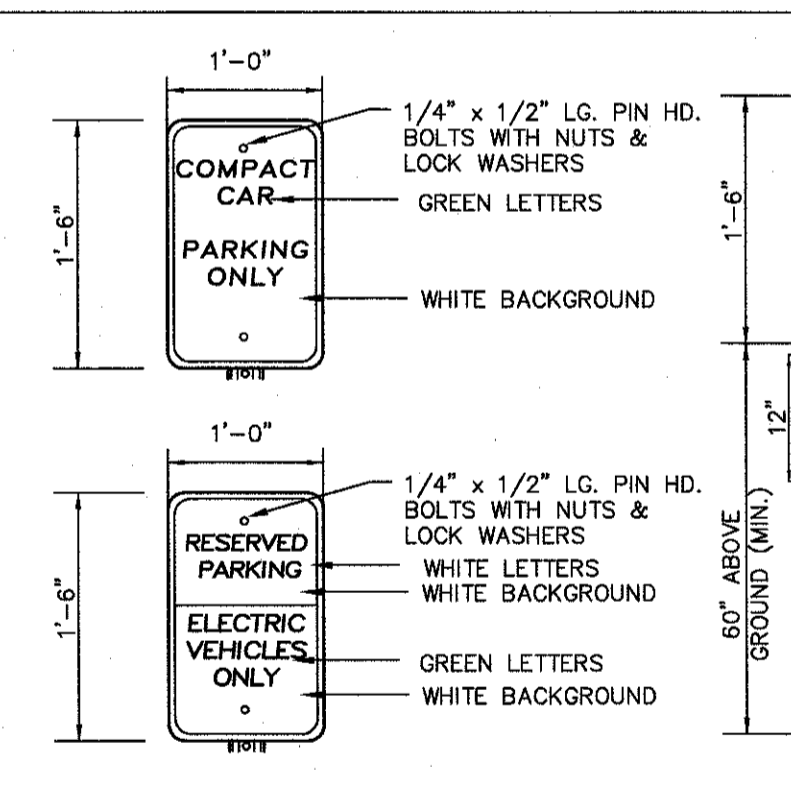 1'-0"
1/4" x 1/2" LG. PIN HD.
BOLTS WITH NUTS &
LOCK WASHERS
COMPACT
CAR
GREEN LETTERS
PARKING
ONLY
WHITE BACKGROUND
1'-6"
1'-6"
12"
1'-0"
1/4" x 1/2" LG. PIN HD.
BOLTS WITH NUTS &
LOCK WASHERS
RESERVED
PARKING
WHITE LETTERS
WHITE BACKGROUND
ELECTRIC
VEHICLES
ONLY
GREEN LETTERS
WHITE BACKGROUND
1'-6"
60" ABOVE
GROUND (MIN.)